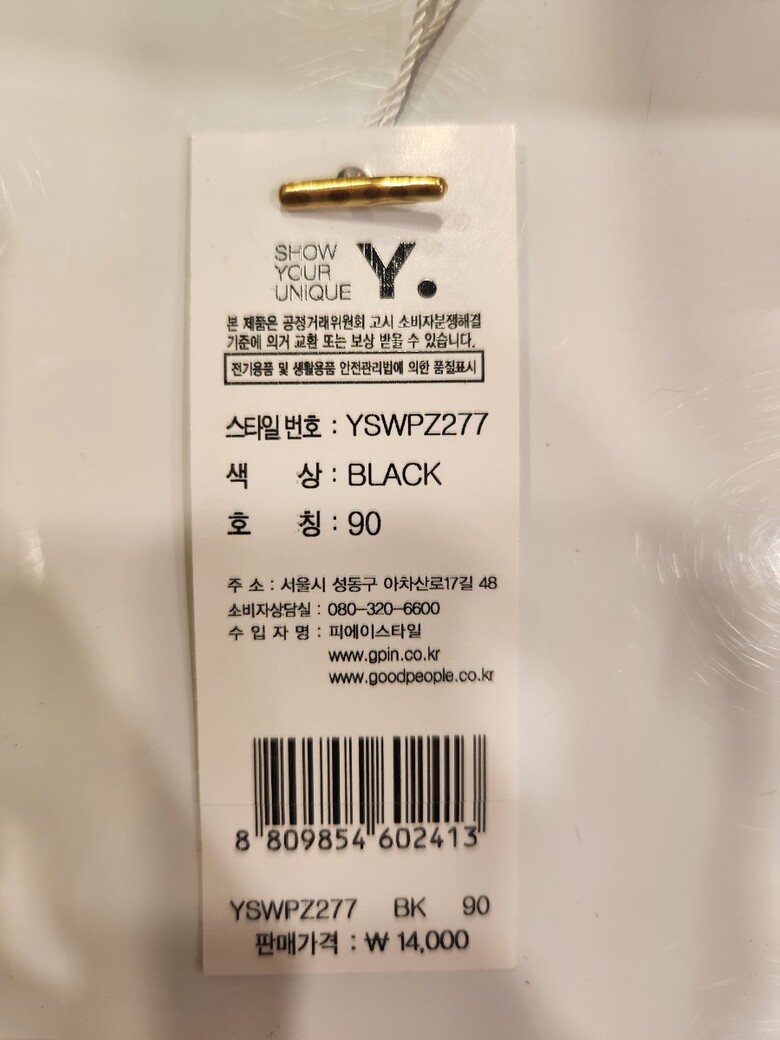 SHOW
YOUR
UNIQUE
Y.
본 제품은 공정거래위원회 고시 소비자분쟁해결
기준에 의거 교환 또는 보상 받을 수 있습니다.
전기용품 및 생활용품 안전관리법에 의한 품질표시
스타일번호 : YSWPZ277
색 상 : BLACK
호 칭 : 90
주 소 : 서울시 성동구 아차산로17길 48
소비자상담실 : 080-320-6600
수 입 자 명 : 피에이스타일
www.gpin.co.kr
www.goodpeople.co.kr
8 809854 602413
YSWPZ277 BK 90
판매가격 : ₩ 14,000